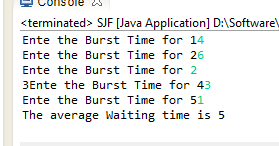 Console
<terminated> SJF [Java Application] D:\Software\
Ente the Burst Time for 14
Ente the Burst Time for 26
Ente the Burst Time for 2
3Ente the Burst Time for 43
Ente the Burst Time for 51
The average Waiting time is 5